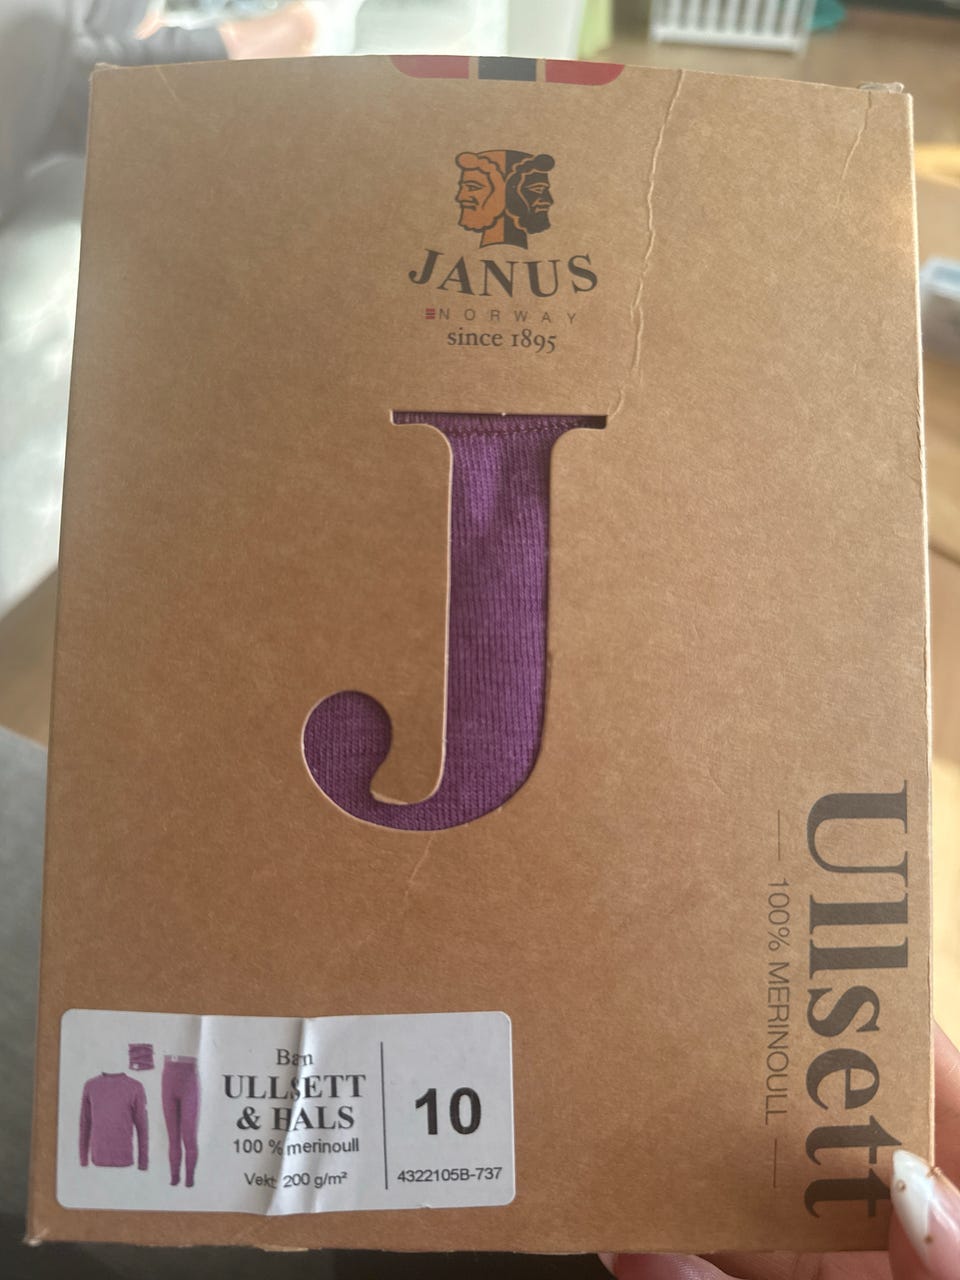 JANUS
NORWAY
since 1895
Ullsett
100% MERINOULL
Barn
ULLSETT
& HALS
100 % merinoull
Vekt: 200 g/m²
10
4322105B-737